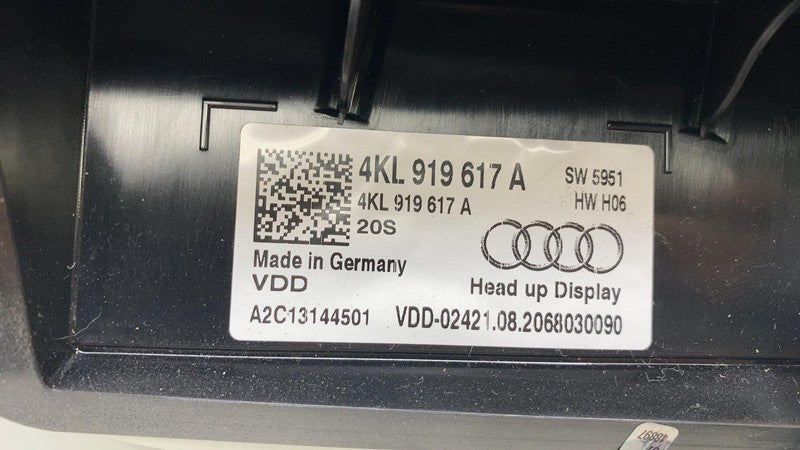 4KL 919 617 A SW 5951
4KL 919 617 A HW H06
20S
Made in Germany
VDD Head up Display
A2C13144501 VDD-02421.08.2068030090